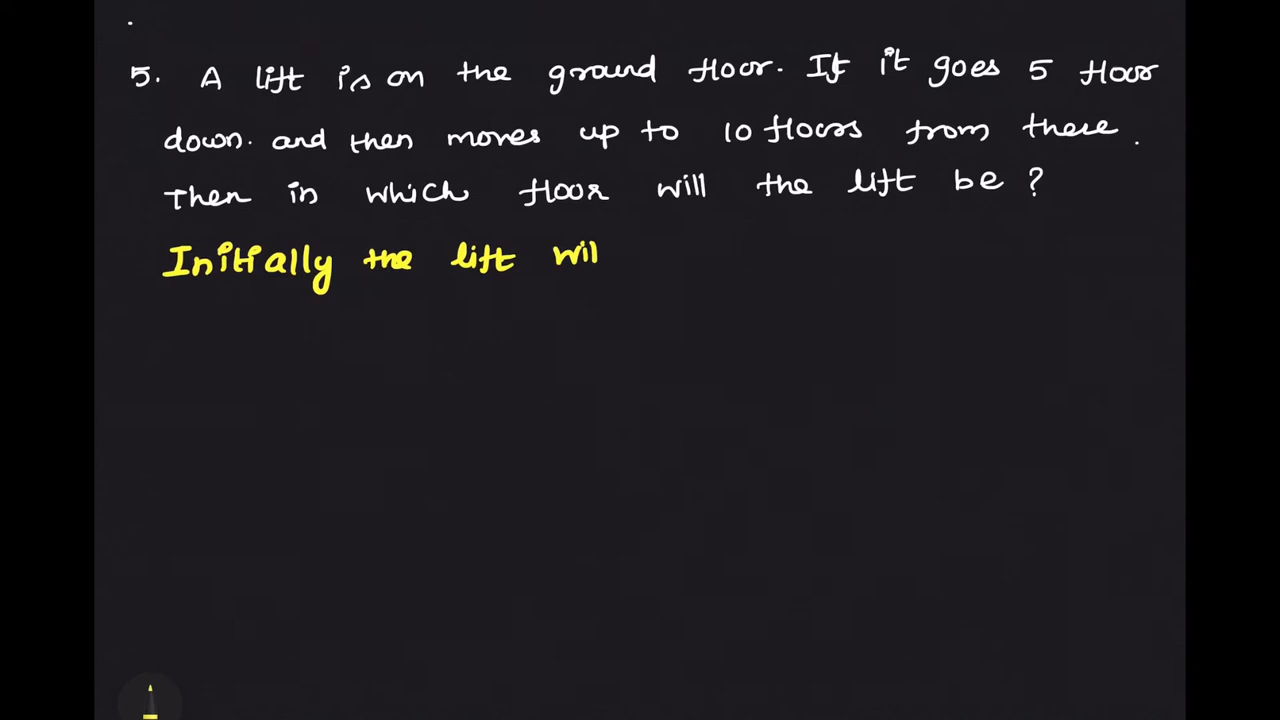 5. A lift is on the ground floor. If it goes 5 floor
down. and then moves up to 10 floors from there.
Then in which floor will the lift be ?
Initially the lift wil